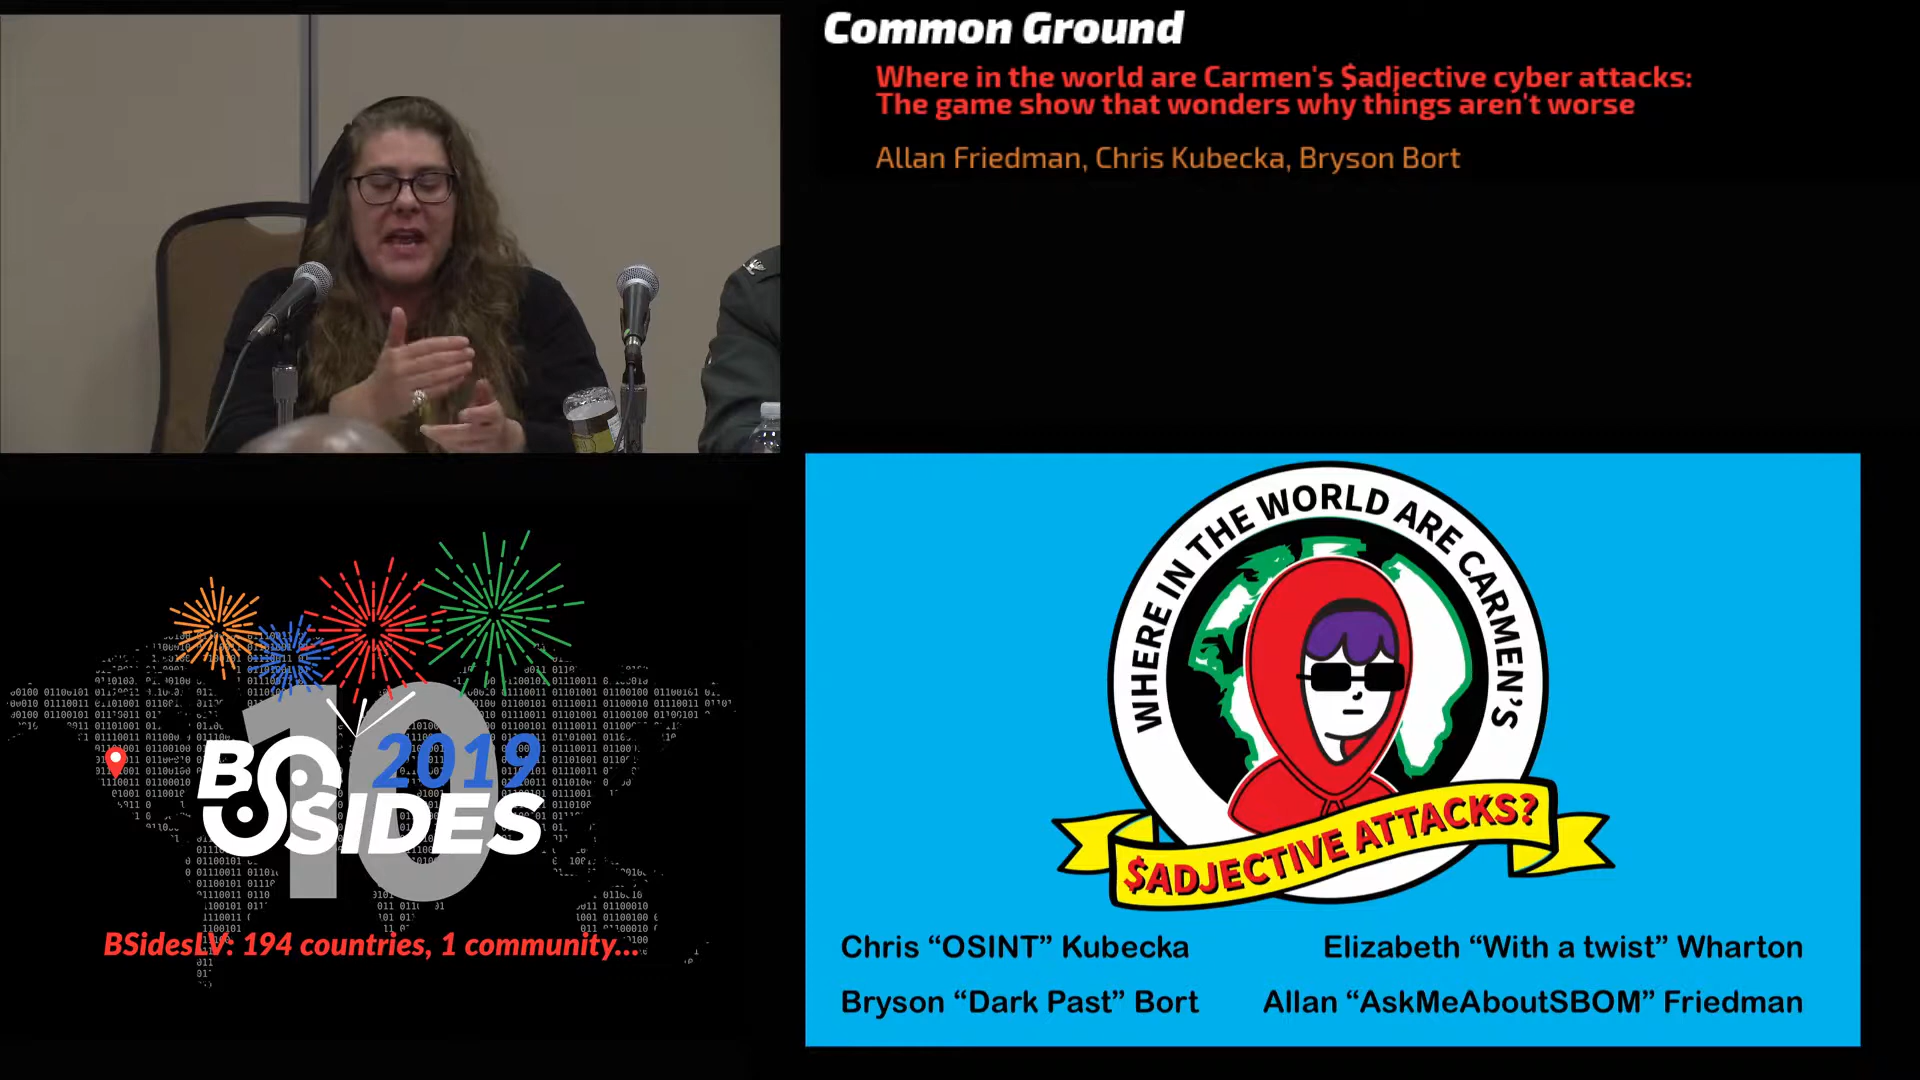 Common Ground
Where in the world are Carmen's $adjective cyber attacks:
The game show that wonders why things aren't worse
Allan Friedman, Chris Kubecka, Bryson Bort
WHERE IN THE WORLD ARE CARMEN'S
$ADJECTIVE ATTACKS?
Chris “OSINT” Kubecka
Elizabeth “With a twist” Wharton
Bryson “Dark Past” Bort
Allan “AskMeAboutSBOM” Friedman
10
2019
BSIDES
BSidesLV: 194 countries, 1 community...